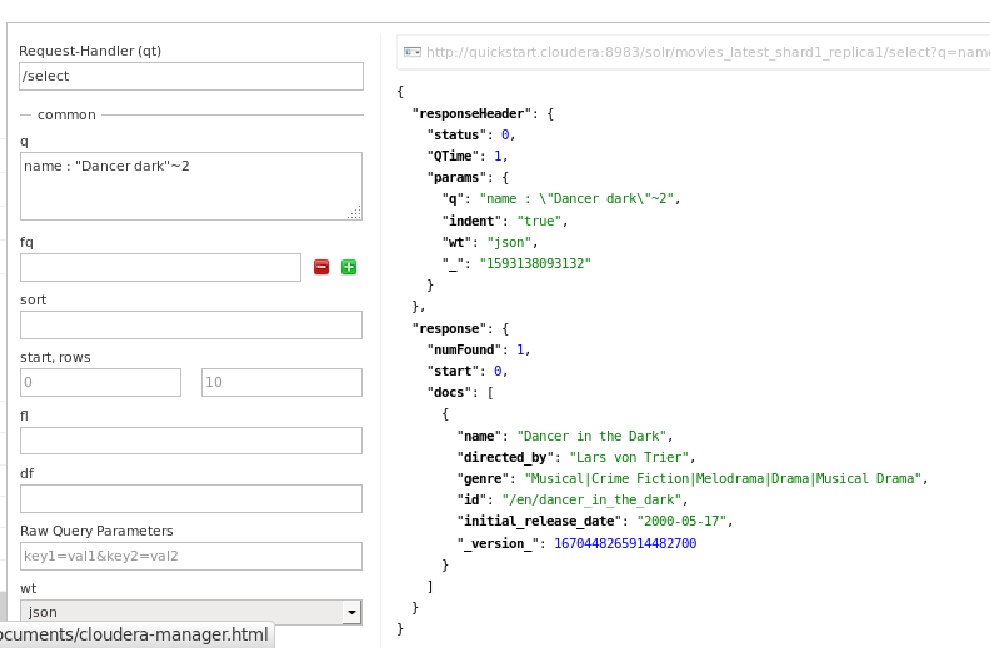 Request-Handler (qt)
/select
common
q
name : "Dancer dark"~2
fq
sort
start, rows
0 10
fl
df
Raw Query Parameters
key1=val1&key2=val2
wt
json
ocuments/cloudera-manager.html
http://quickstart.cloudera:8983/solr/movies_latest_shard1_replica1/select?q=name
{
"responseHeader": {
"status": 0,
"QTime": 1,
"params": {
"q": "name : \"Dancer dark\"~2",
"indent": "true",
"wt": "json",
"_": "1593138093132"
}
},
"response": {
"numFound": 1,
"start": 0,
"docs": [
{
"name": "Dancer in the Dark",
"directed_by": "Lars von Trier",
"genre": "Musical|Crime Fiction|Melodrama|Drama|Musical Drama",
"id": "/en/dancer_in_the_dark",
"initial_release_date": "2000-05-17",
"_version_": 1670448265914482700
}
]
}
}